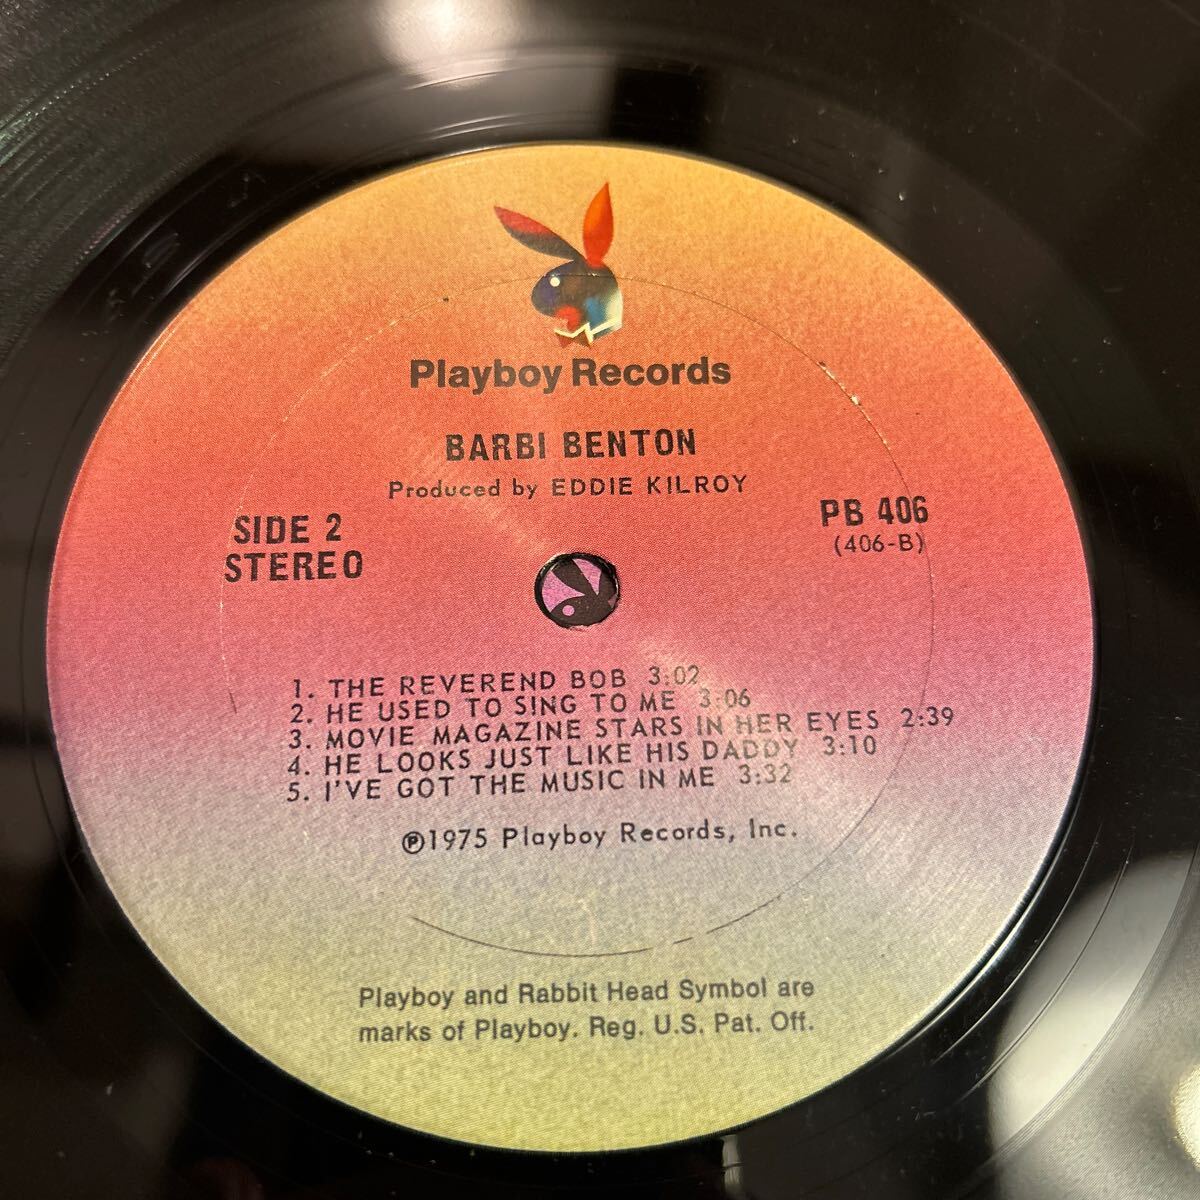 Playboy Records
BARBI BENTON
Produced by EDDIE KILROY
SIDE 2
STEREO
PB 406
(406-B)
1. THE REVEREND BOB 3:02
2. HE USED TO SING TO ME 3:06
3. MOVIE MAGAZINE STARS IN HER EYES 2:39
4. HE LOOKS JUST LIKE HIS DADDY 3:10
5. I'VE GOT THE MUSIC IN ME 3:32
℗1975 Playboy Records, Inc.
Playboy and Rabbit Head Symbol are
marks of Playboy. Reg. U.S. Pat. Off.